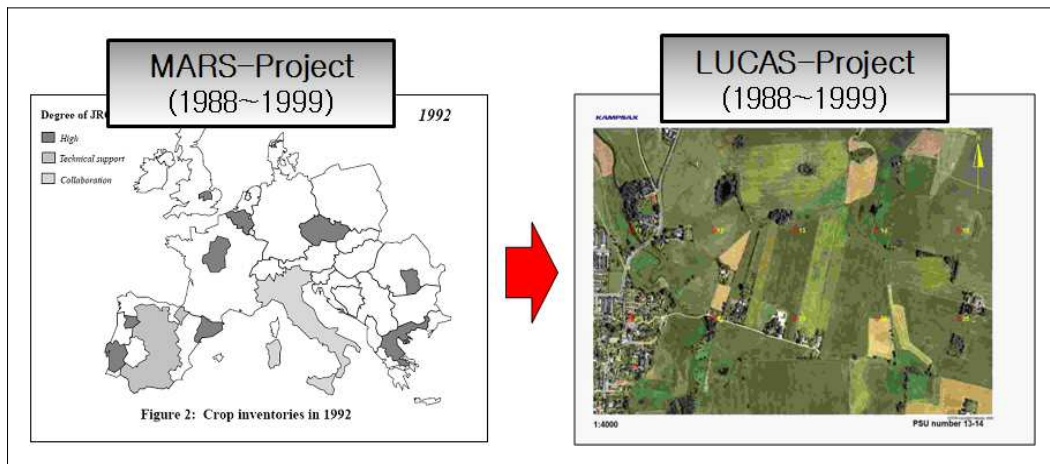 MARS-Project
(1988~1999)
Degree of JRC
1992
High
Technical support
Collaboration
Figure 2: Crop inventories in 1992
LUCAS-Project
(1988~1999)
KAMPSAX
1:4000
PSU number 13-14